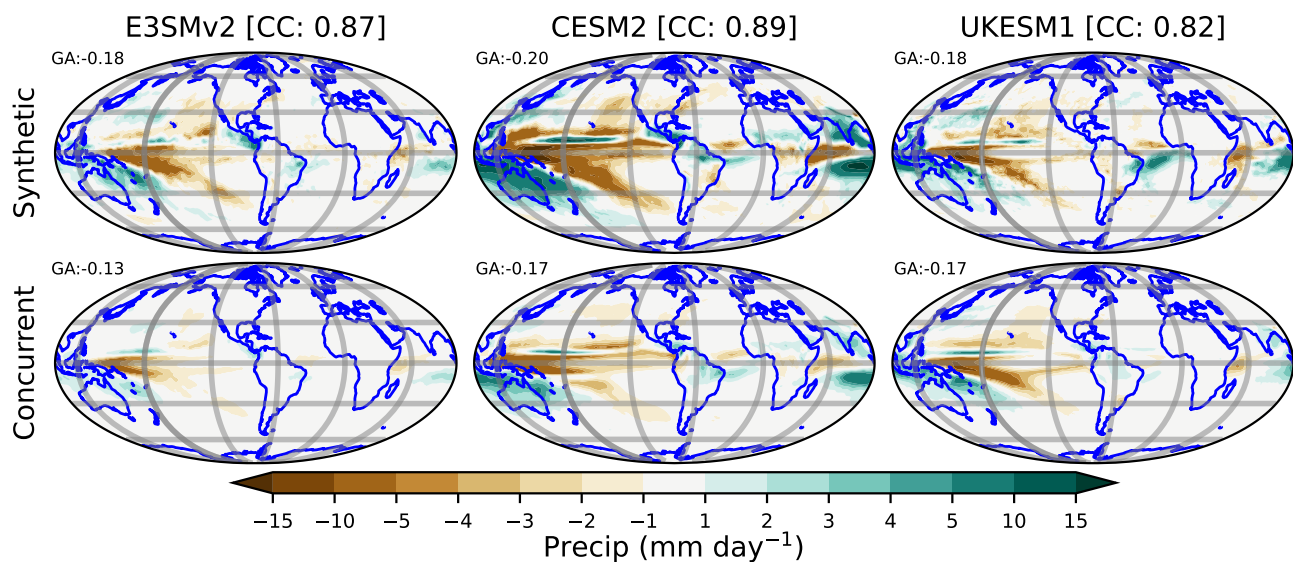 E3SMv2 [CC: 0.87]
CESM2 [CC: 0.89]
UKESM1 [CC: 0.82]
Synthetic
GA:-0.18
GA:-0.20
GA:-0.18
Concurrent
GA:-0.13
GA:-0.17
GA:-0.17
−15 −10 −5 −4 −3 −2 −1 1 2 3 4 5 10 15
Precip (mm day⁻¹)